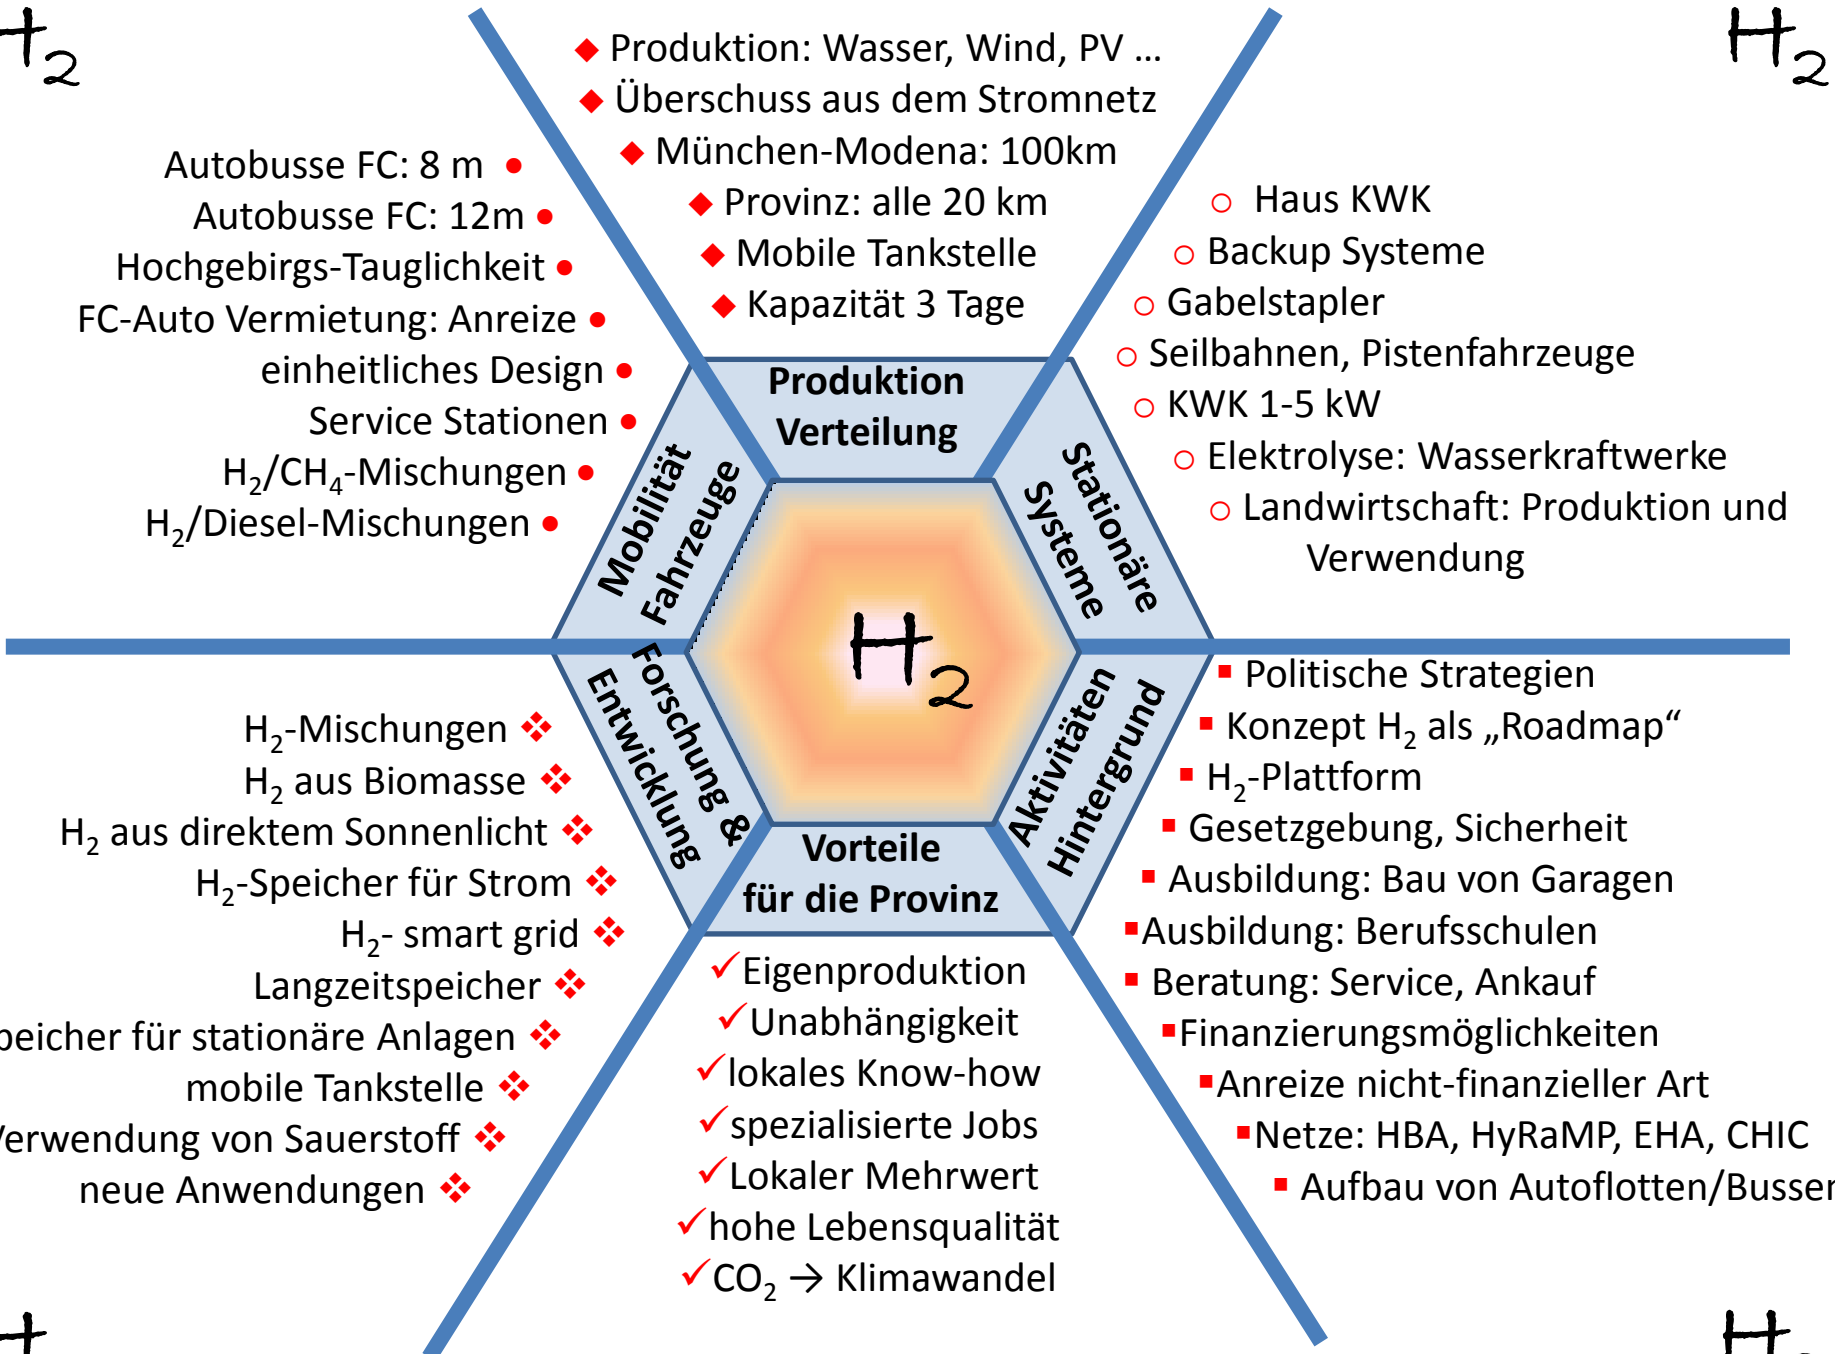 H2
H2
Produktion: Wasser, Wind, PV ...
Überschuss aus dem Stromnetz
München-Modena: 100km
Provinz: alle 20 km
Mobile Tankstelle
Kapazität 3 Tage
Autobusse FC: 8 m
Autobusse FC: 12m
Hochgebirgs-Tauglichkeit
FC-Auto Vermietung: Anreize
einheitliches Design
Service Stationen
H₂/CH₄-Mischungen
H₂/Diesel-Mischungen
Haus KWK
Backup Systeme
Gabelstapler
Seilbahnen, Pistenfahrzeuge
KWK 1-5 kW
Elektrolyse: Wasserkraftwerke
Landwirtschaft: Produktion und
Verwendung
Produktion
Verteilung
Mobilität
Fahrzeuge
Stationäre
Systeme
H₂
Forschung &
Entwicklung
Aktivitäten
Hintergrund
Vorteile
für die Provinz
H₂-Mischungen
H₂ aus Biomasse
H₂ aus direktem Sonnenlicht
H₂-Speicher für Strom
H₂- smart grid
Langzeitspeicher
für stationäre Anlagen
mobile Tankstelle
von Sauerstoff
neue Anwendungen
Eigenproduktion
Unabhängigkeit
lokales Know-how
spezialisierte Jobs
Lokaler Mehrwert
hohe Lebensqualität
CO₂ → Klimawandel
Politische Strategien
Konzept H₂ als „Roadmap“
H₂-Plattform
Gesetzgebung, Sicherheit
Ausbildung: Bau von Garagen
Ausbildung: Berufsschulen
Beratung: Service, Ankauf
Finanzierungsmöglichkeiten
Anreize nicht-finanzieller Art
Netze: HBA, HyRaMP, EHA, CHIC
Aufbau von Autoflotten/